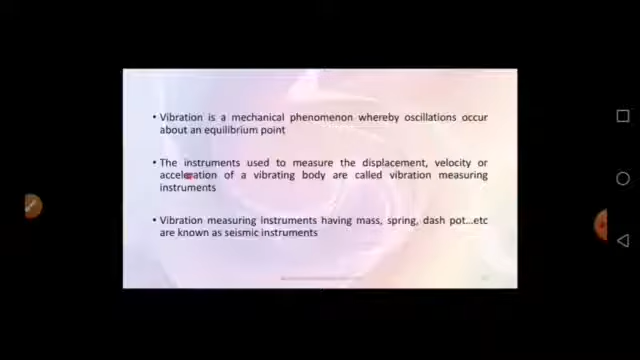 • Vibration is a mechanical phenomenon whereby oscillations occur
about an equilibrium point
• The instruments used to measure the displacement, velocity or
acceleration of a vibrating body are called vibration measuring
instruments
• Vibration measuring instruments having mass, spring, dash pot...etc
are known as seismic instruments